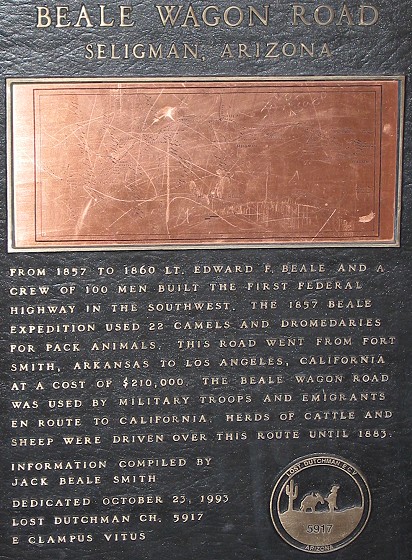 BEALE WAGON ROAD
SELIGMAN, ARIZONA
FROM 1857 TO 1860 LT. EDWARD F. BEALE AND A
CREW OF 100 MEN BUILT THE FIRST FEDERAL
HIGHWAY IN THE SOUTHWEST. THE 1857 BEALE
EXPEDITION USED 22 CAMELS AND DROMEDARIES
FOR PACK ANIMALS. THIS ROAD WENT FROM FORT
SMITH, ARKANSAS TO LOS ANGELES, CALIFORNIA
AT A COST OF $210,000. THE BEALE WAGON ROAD
WAS USED BY MILITARY TROOPS AND EMIGRANTS
EN ROUTE TO CALIFORNIA. HERDS OF CATTLE AND
SHEEP WERE DRIVEN OVER THIS ROUTE UNTIL 1883.
INFORMATION COMPILED BY
JACK BEALE SMITH
DEDICATED OCTOBER 23, 1993
LOST DUTCHMAN CH. 5917
E CLAMPUS VITUS
LOST DUTCHMAN E.C.V.
5917
ARIZONA